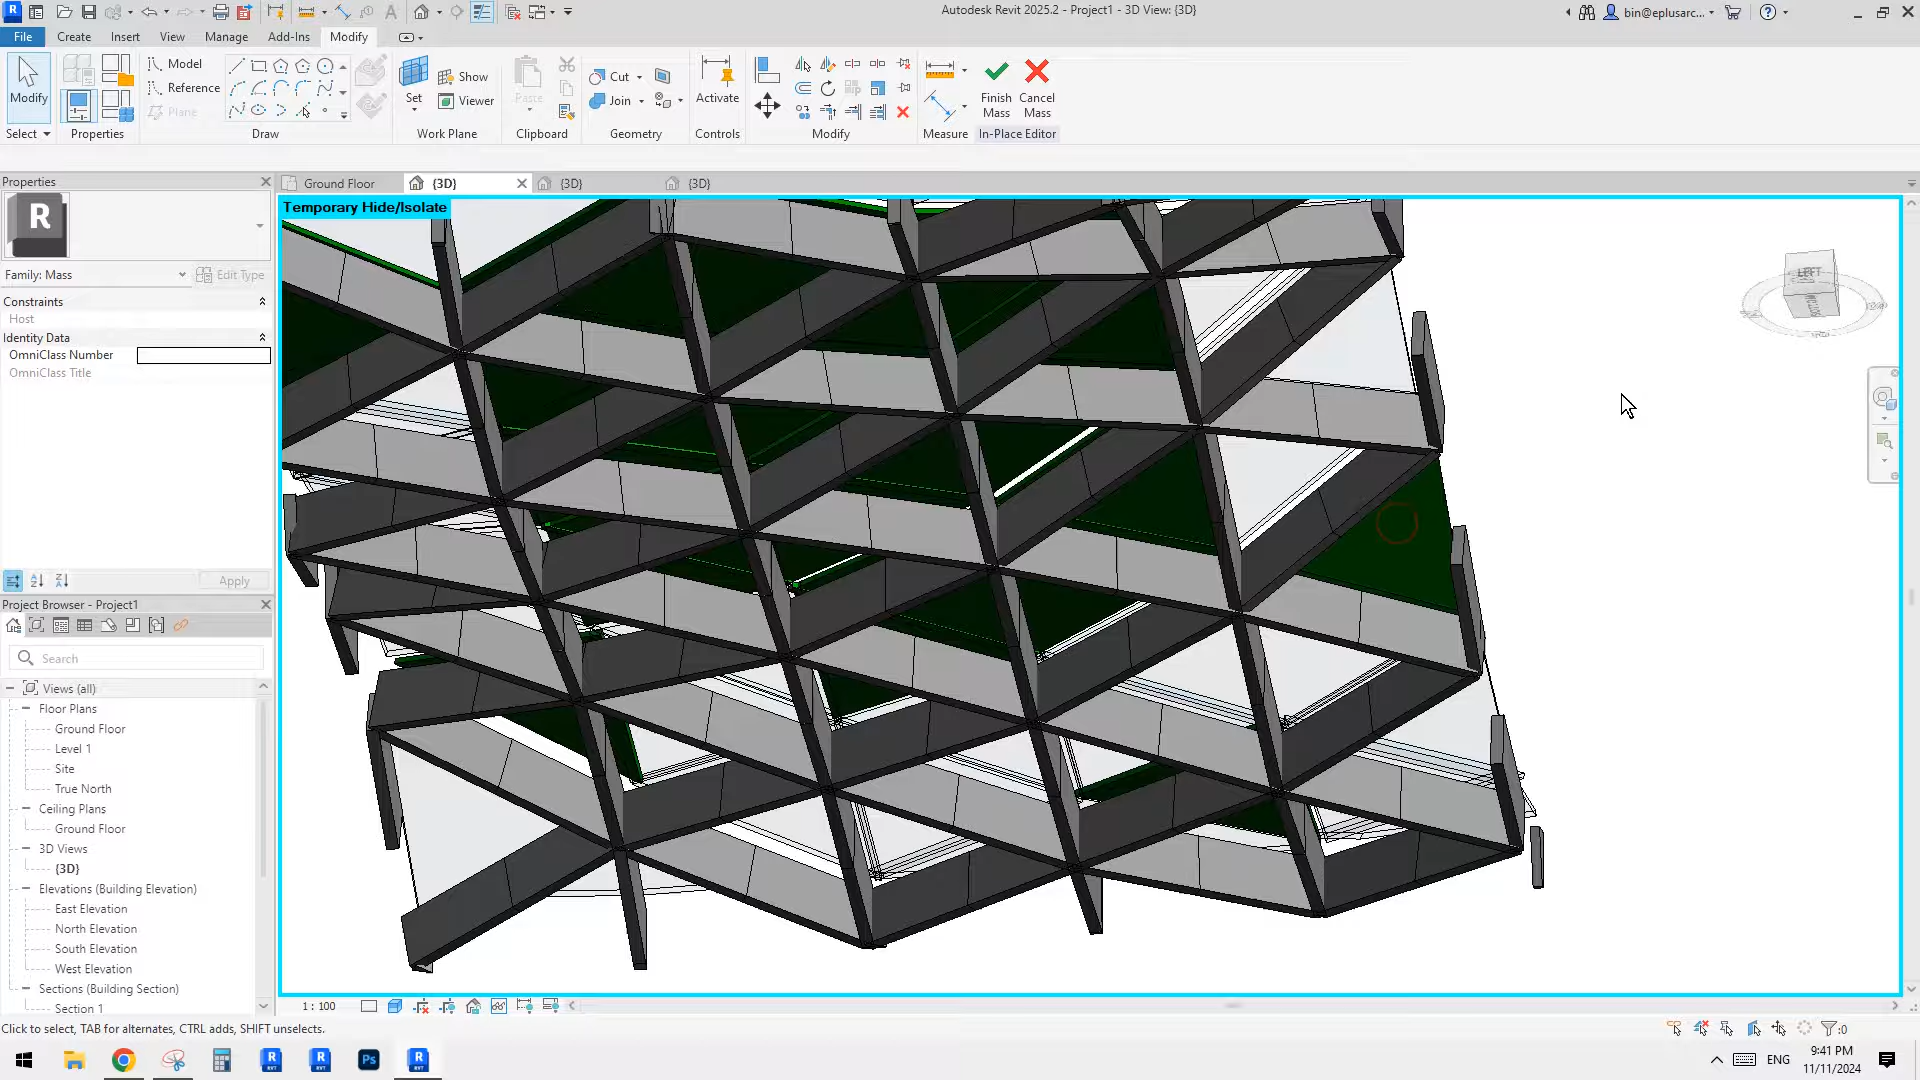 Autodesk Revit 2025.2 - Project1 - 3D View: {3D}
bin@eplusarc...
File Create Insert View Manage Add-Ins Modify
Modify
Select
Properties
Model
Reference
Plane
Draw
Set
Show
Viewer
Work Plane
Paste
Clipboard
Cut
Join
Geometry
Activate
Controls
Modify
Measure
Finish Mass
Cancel Mass
In-Place Editor
Properties
R
Family: Mass
Edit Type
Constraints
Host
Identity Data
OmniClass Number
OmniClass Title
Apply
Project Browser - Project1
Search
Views (all)
Floor Plans
Ground Floor
Level 1
Site
True North
Ceiling Plans
Ground Floor
3D Views
{3D}
Elevations (Building Elevation)
East Elevation
North Elevation
South Elevation
West Elevation
Sections (Building Section)
Section 1
Ground Floor {3D} {3D} {3D}
Temporary Hide/Isolate
LEFT
1 : 100
Click to select, TAB for alternates, CTRL adds, SHIFT unselects.
:0
ENG
9:41 PM
11/11/2024